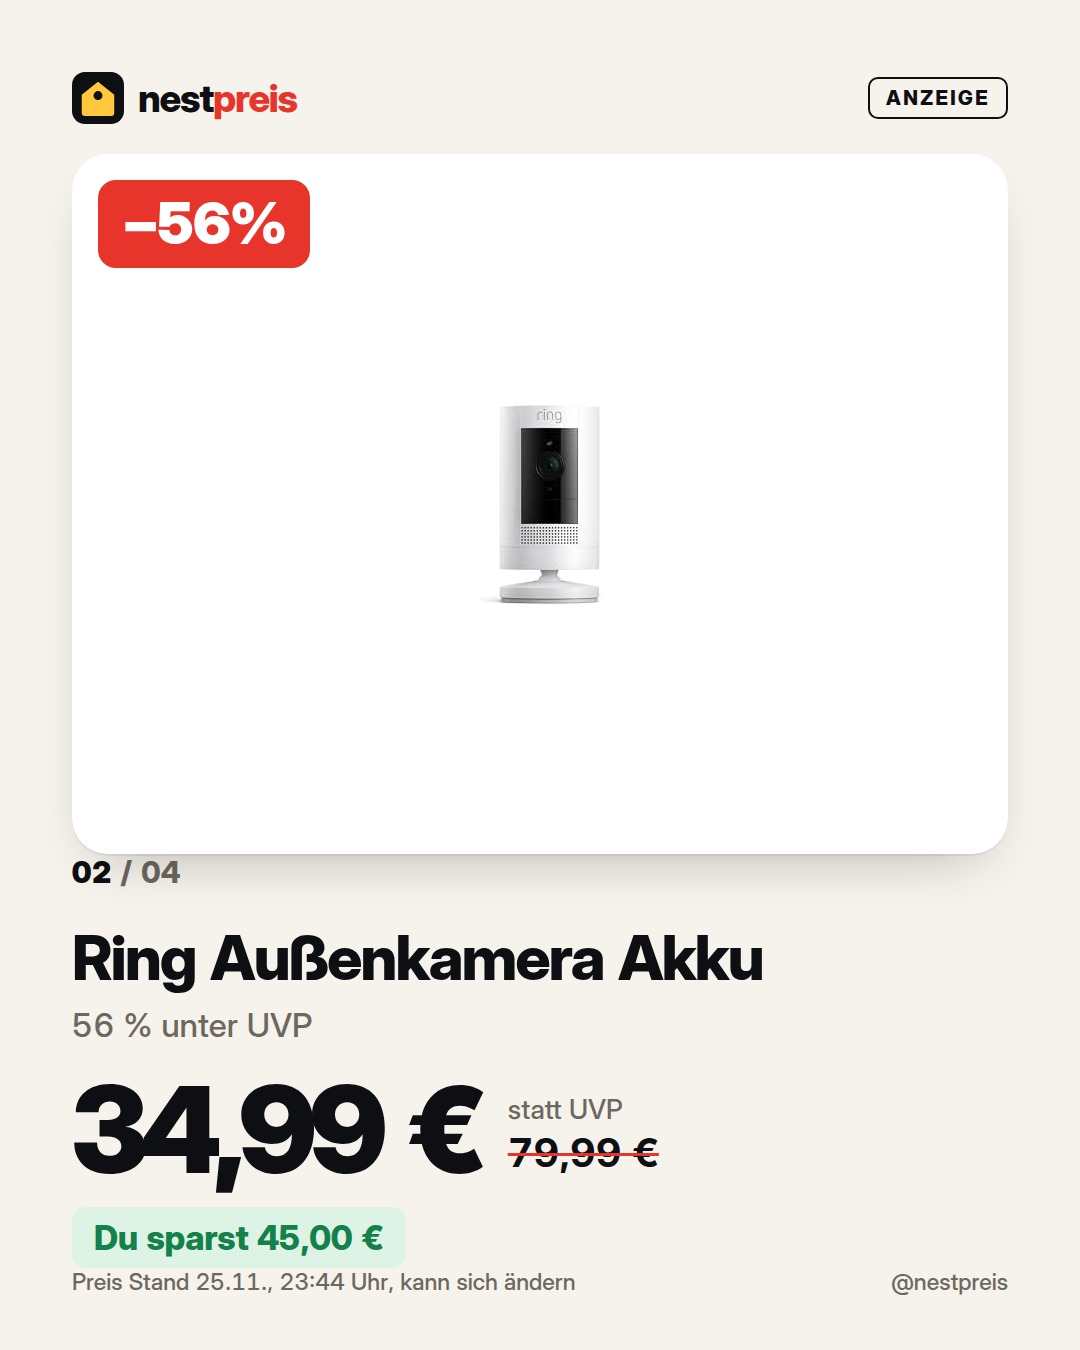 nestpreis
ANZEIGE
–56%
ring
02 / 04
Ring Außenkamera Akku
56 % unter UVP
34,99 €
statt UVP
79,99 €
Du sparst 45,00 €
Preis Stand 25.11., 23:44 Uhr, kann sich ändern
@nestpreis